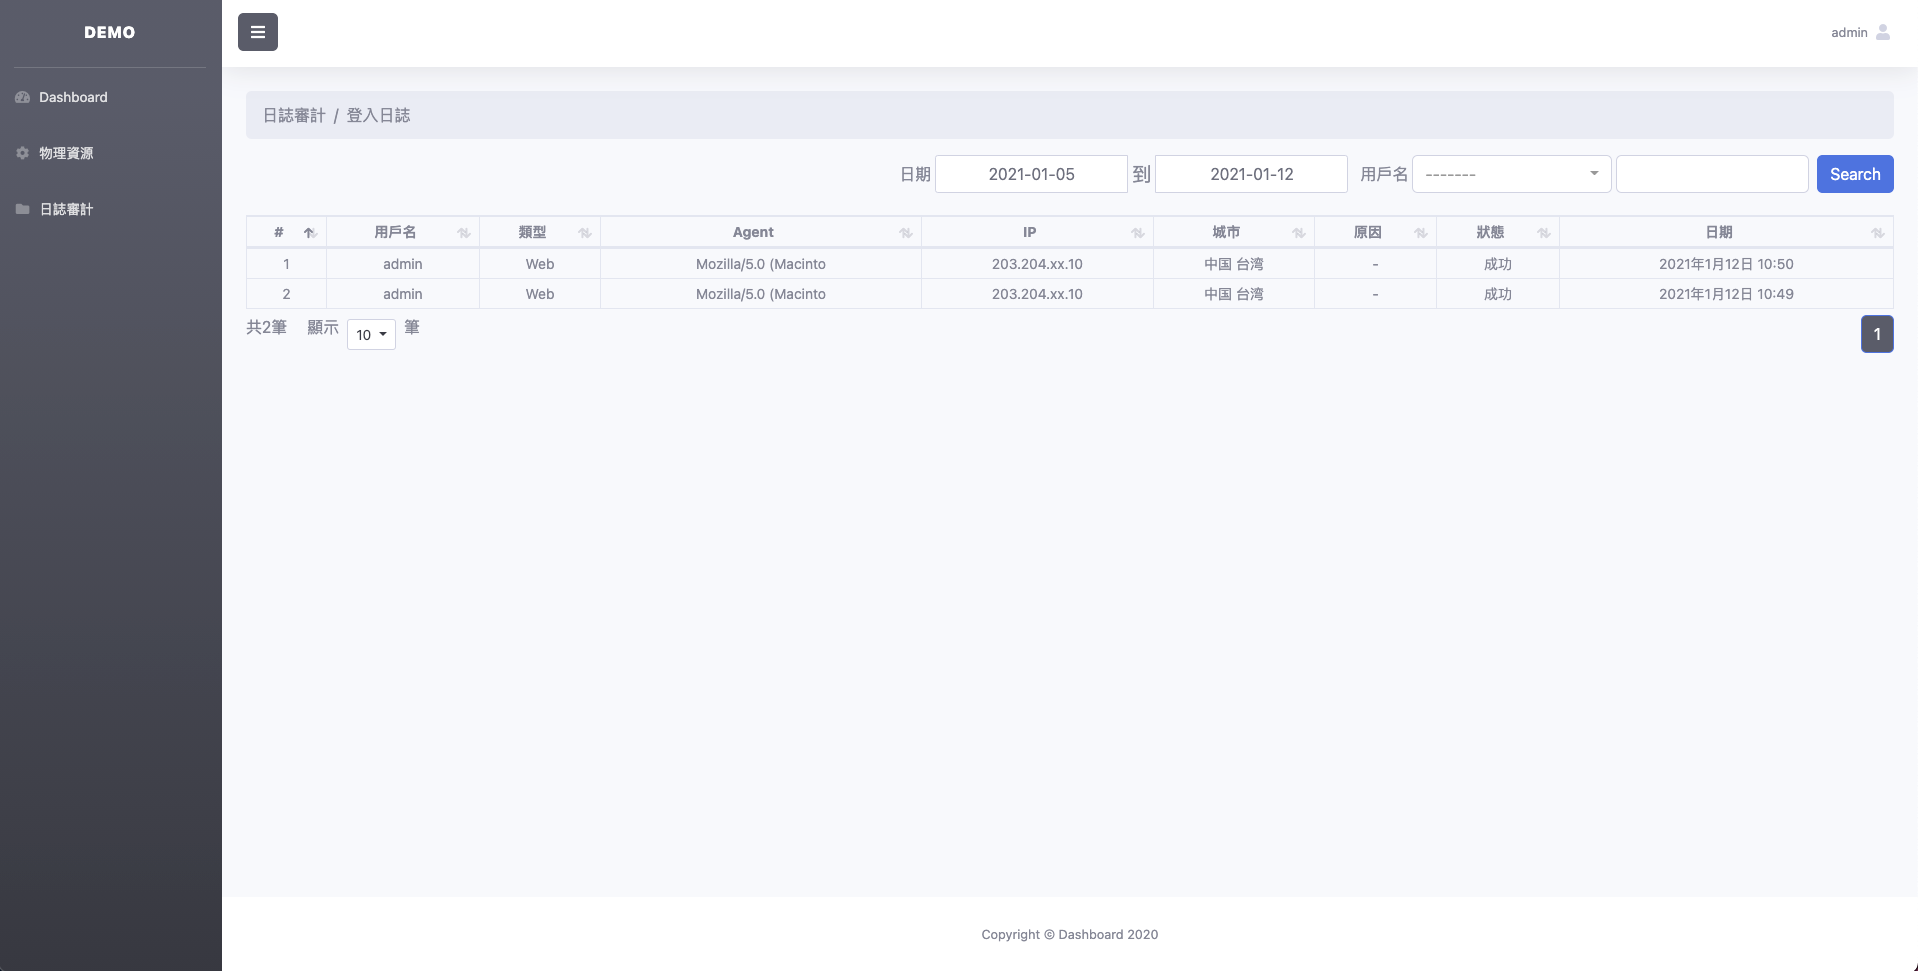 DEMO
admin
Dashboard
物理資源
日誌審計
日誌審計 / 登入日誌
日期 2021-01-05 到 2021-01-12 用戶名 ------- Search
# 用戶名 類型 Agent IP 城市 原因 狀態 日期
1 admin Web Mozilla/5.0 (Macinto 203.204.xx.10 中国 台湾 - 成功 2021年1月12日 10:50
2 admin Web Mozilla/5.0 (Macinto 203.204.xx.10 中国 台湾 - 成功 2021年1月12日 10:49
共2筆 顯示 10 筆 1
Copyright © Dashboard 2020